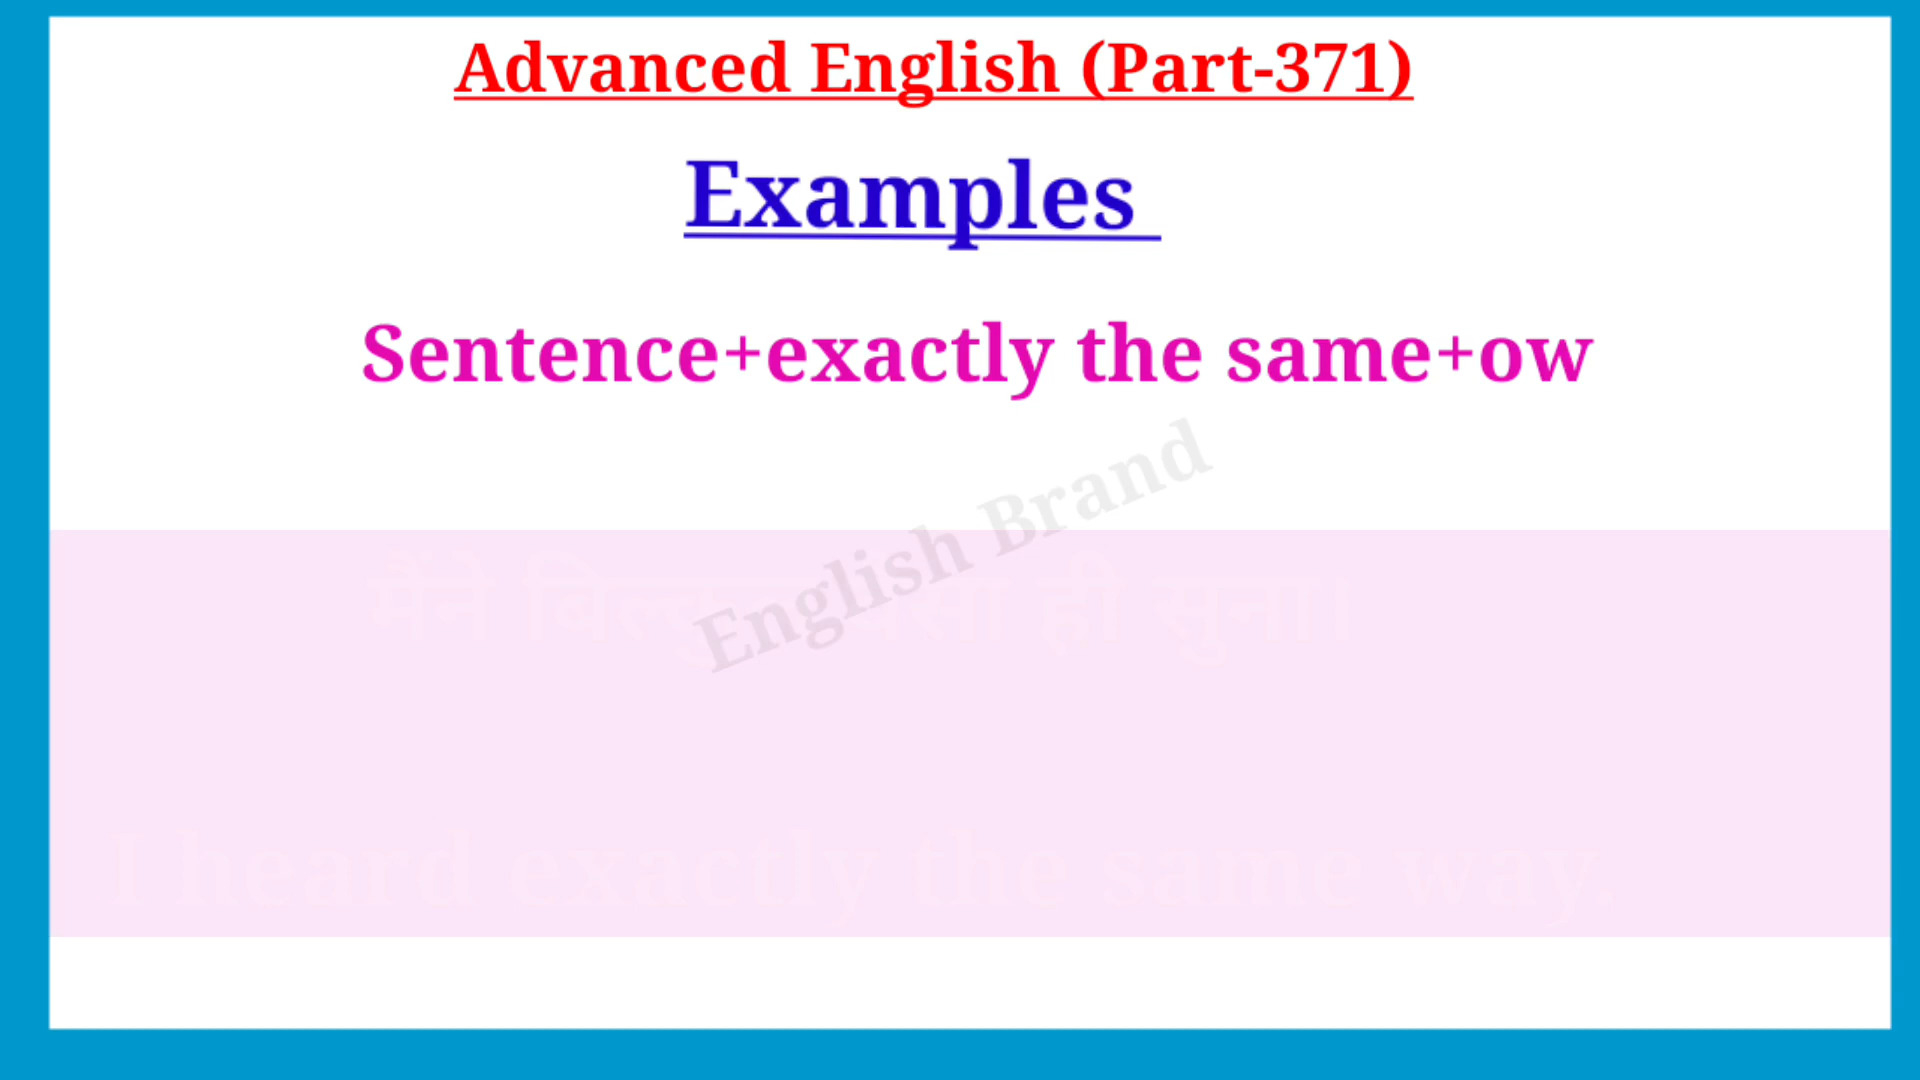 Advanced English (Part-371)
Examples
Sentence+exactly the same+ow
English Brand
मैंने बिल्कुल वैसा ही सुना।
I heard exactly the same way.